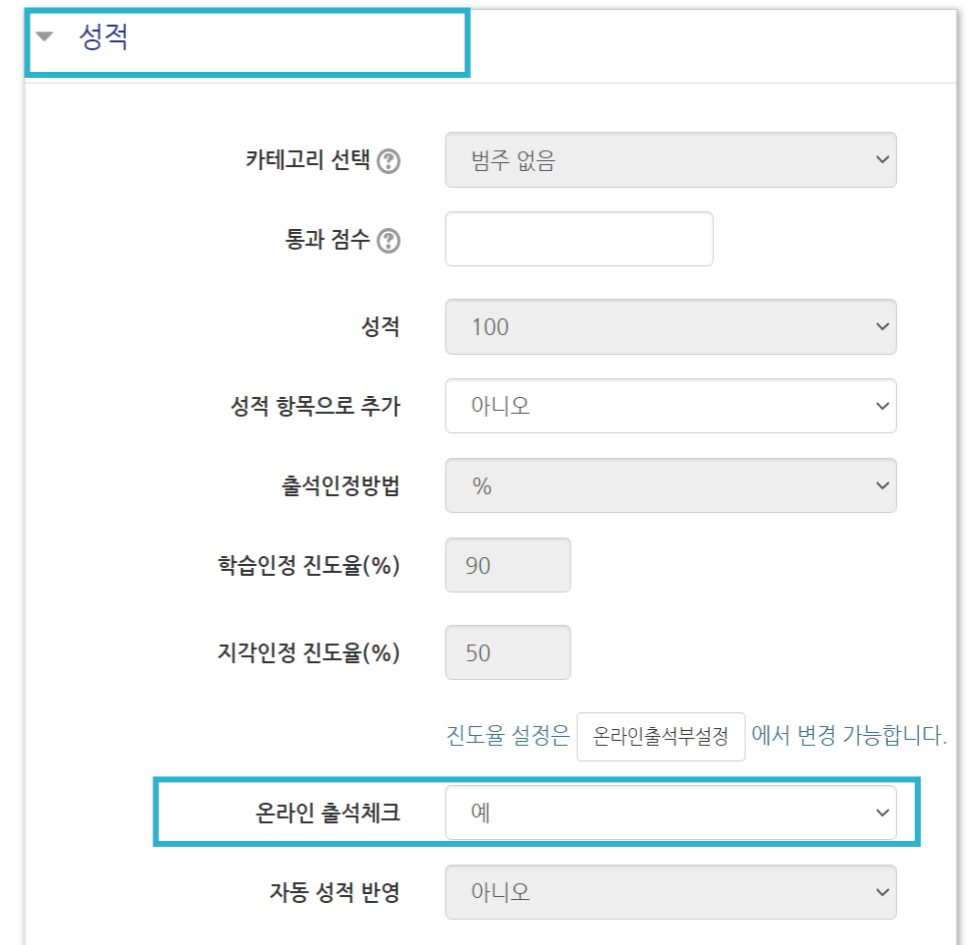 성적
카테고리 선택 ? 범주 없음
통과 점수 ?
성적 100
성적 항목으로 추가 아니오
출석인정방법 %
학습인정 진도율(%) 90
지각인정 진도율(%) 50
진도율 설정은 온라인출석부설정 에서 변경 가능합니다.
온라인 출석체크 예
자동 성적 반영 아니오